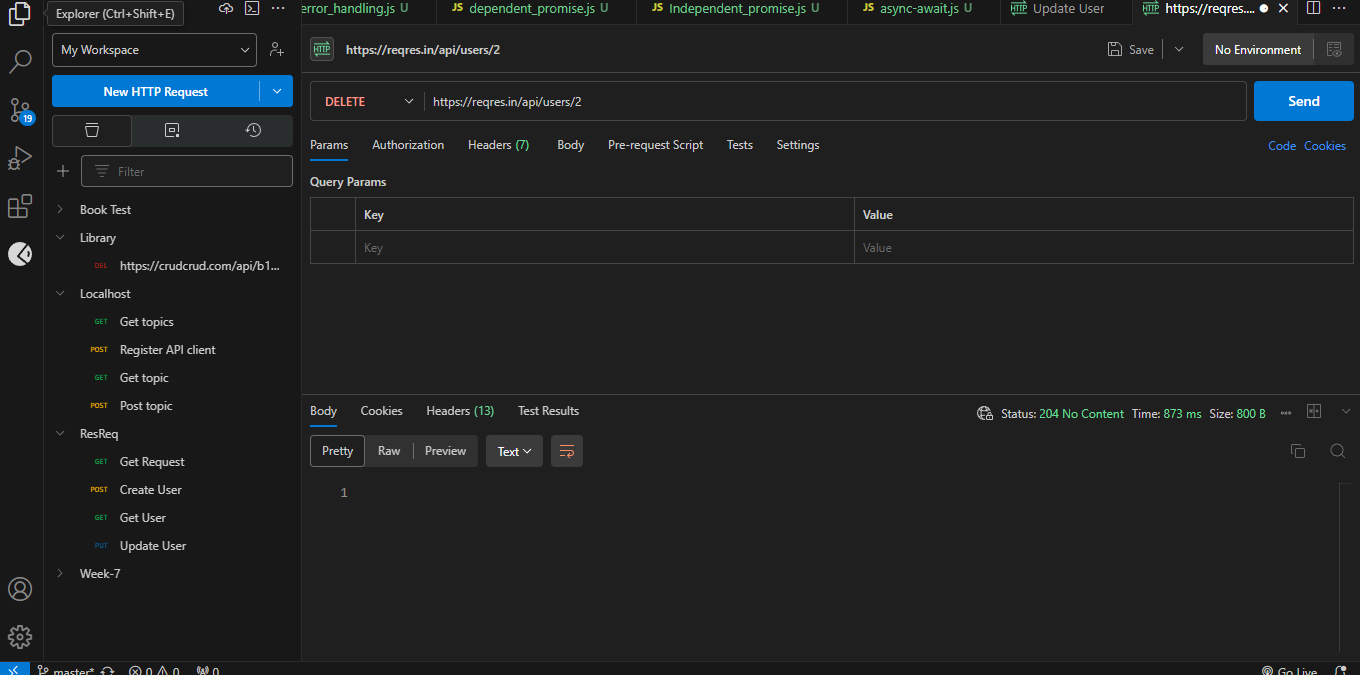 Explorer (Ctrl+Shift+E)
error_handling.js U
JS dependent_promise.js U
JS Independent_promise.js U
JS async-await.js U
HTTP Update User
HTTP https://reqres....
My Workspace
HTTP https://reqres.in/api/users/2
Save
No Environment
New HTTP Request
DELETE
https://reqres.in/api/users/2
Send
19
Params
Authorization
Headers (7)
Body
Pre-request Script
Tests
Settings
Code
Cookies
Filter
Query Params
Key
Value
Key
Value
Book Test
Library
DEL https://crudcrud.com/api/b1...
Localhost
GET Get topics
POST Register API client
GET Get topic
POST Post topic
ResReq
GET Get Request
POST Create User
GET Get User
PUT Update User
Week-7
Body
Cookies
Headers (13)
Test Results
Status: 204 No Content Time: 873 ms Size: 800 B
Pretty
Raw
Preview
Text
1
master*
0
0
0
Go Live